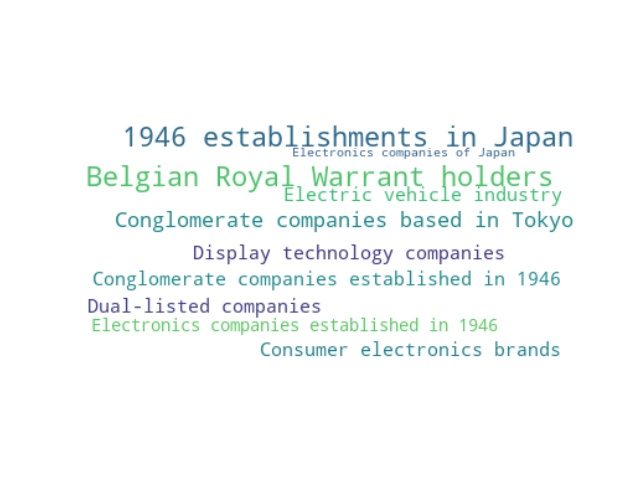 1946 establishments in Japan
Electronics companies of Japan
Belgian Royal Warrant holders
Electric vehicle industry
Conglomerate companies based in Tokyo
Display technology companies
Conglomerate companies established in 1946
Dual-listed companies
Electronics companies established in 1946
Consumer electronics brands